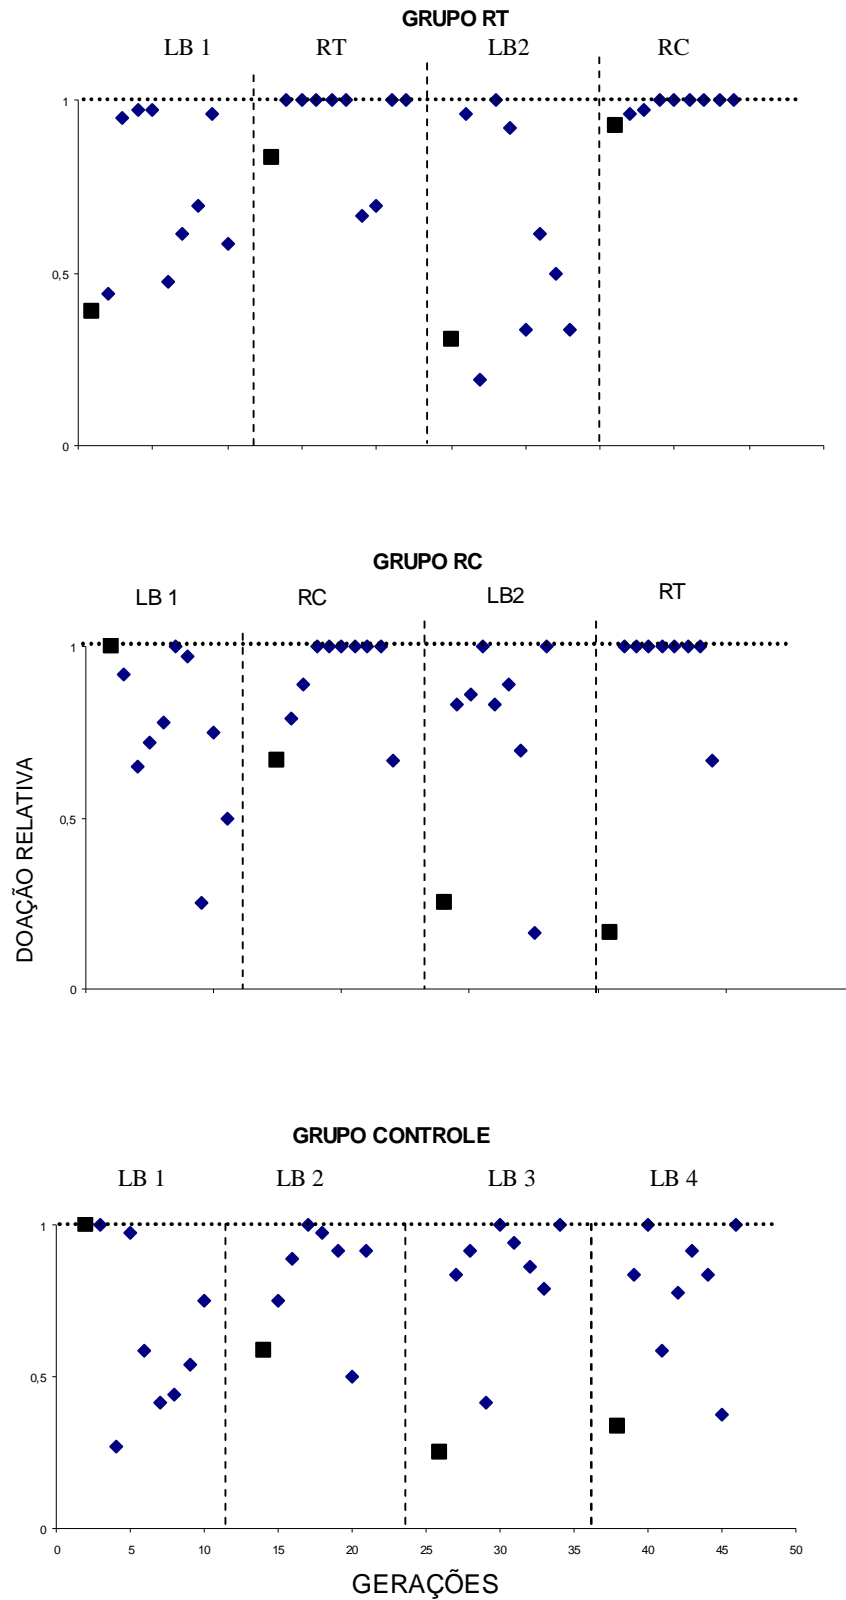 GRUPO RT
LB 1 RT LB2 RC
1
0,5
0
GRUPO RC
LB 1 RC LB2 RT
1
0,5
0
DOAÇÃO RELATIVA
GRUPO CONTROLE
LB 1 LB 2 LB 3 LB 4
1
0,5
0
0 5 10 15 20 25 30 35 40 45 50
GERAÇÕES